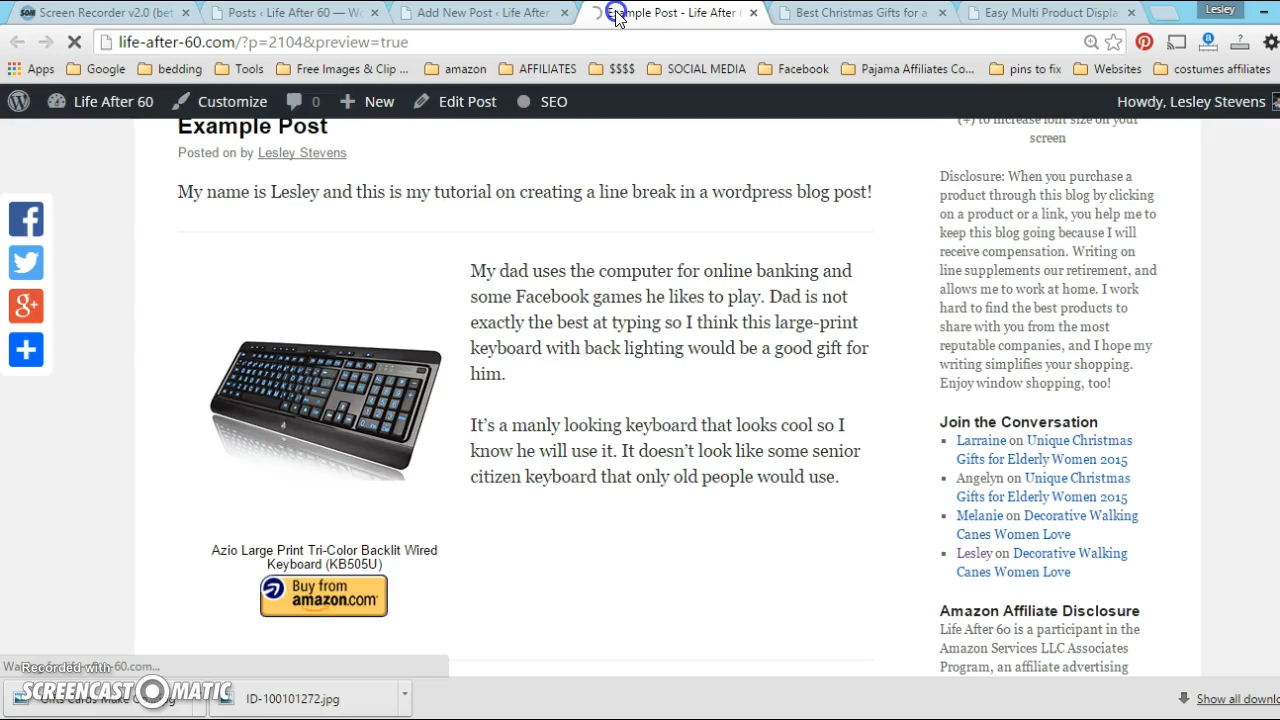 Screen Recorder v2.0 (bet
Posts ‹ Life After 60 — W
Add New Post ‹ Life After
Example Post - Life After
Best Christmas Gifts for a
Easy Multi Product Displa
Lesley
life-after-60.com/?p=2104&preview=true
Apps
Google
bedding
Tools
Free Images & Clip ...
amazon
AFFILIATES
$$$$
SOCIAL MEDIA
Facebook
Pajama Affiliates Co...
pins to fix
Websites
costumes affiliates
Life After 60
Customize
0
New
Edit Post
SEO
Howdy, Lesley Stevens
Example Post
Posted on by Lesley Stevens
My name is Lesley and this is my tutorial on creating a line break in a wordpress blog post!
My dad uses the computer for online banking and
some Facebook games he likes to play. Dad is not
exactly the best at typing so I think this large-print
keyboard with back lighting would be a good gift for
him.
It's a manly looking keyboard that looks cool so I
know he will use it. It doesn't look like some senior
citizen keyboard that only old people would use.
Azio Large Print Tri-Color Backlit Wired
Keyboard (KB505U)
Buy from
amazon.com
(+) to increase font size on your
screen
Disclosure: When you purchase a
product through this blog by clicking
on a product or a link, you help me to
keep this blog going because I will
receive compensation. Writing on
line supplements our retirement, and
allows me to work at home. I work
hard to find the best products to
share with you from the most
reputable companies, and I hope my
writing simplifies your shopping.
Enjoy window shopping, too!
Join the Conversation
Larraine on Unique Christmas
Gifts for Elderly Women 2015
Angelyn on Unique Christmas
Gifts for Elderly Women 2015
Melanie on Decorative Walking
Canes Women Love
Lesley on Decorative Walking
Canes Women Love
Amazon Affiliate Disclosure
Life After 60 is a participant in the
Amazon Services LLC Associates
Program, an affiliate advertising
Recorded with
SCREENCAST MATIC
ID-100101272.jpg
Show all downl